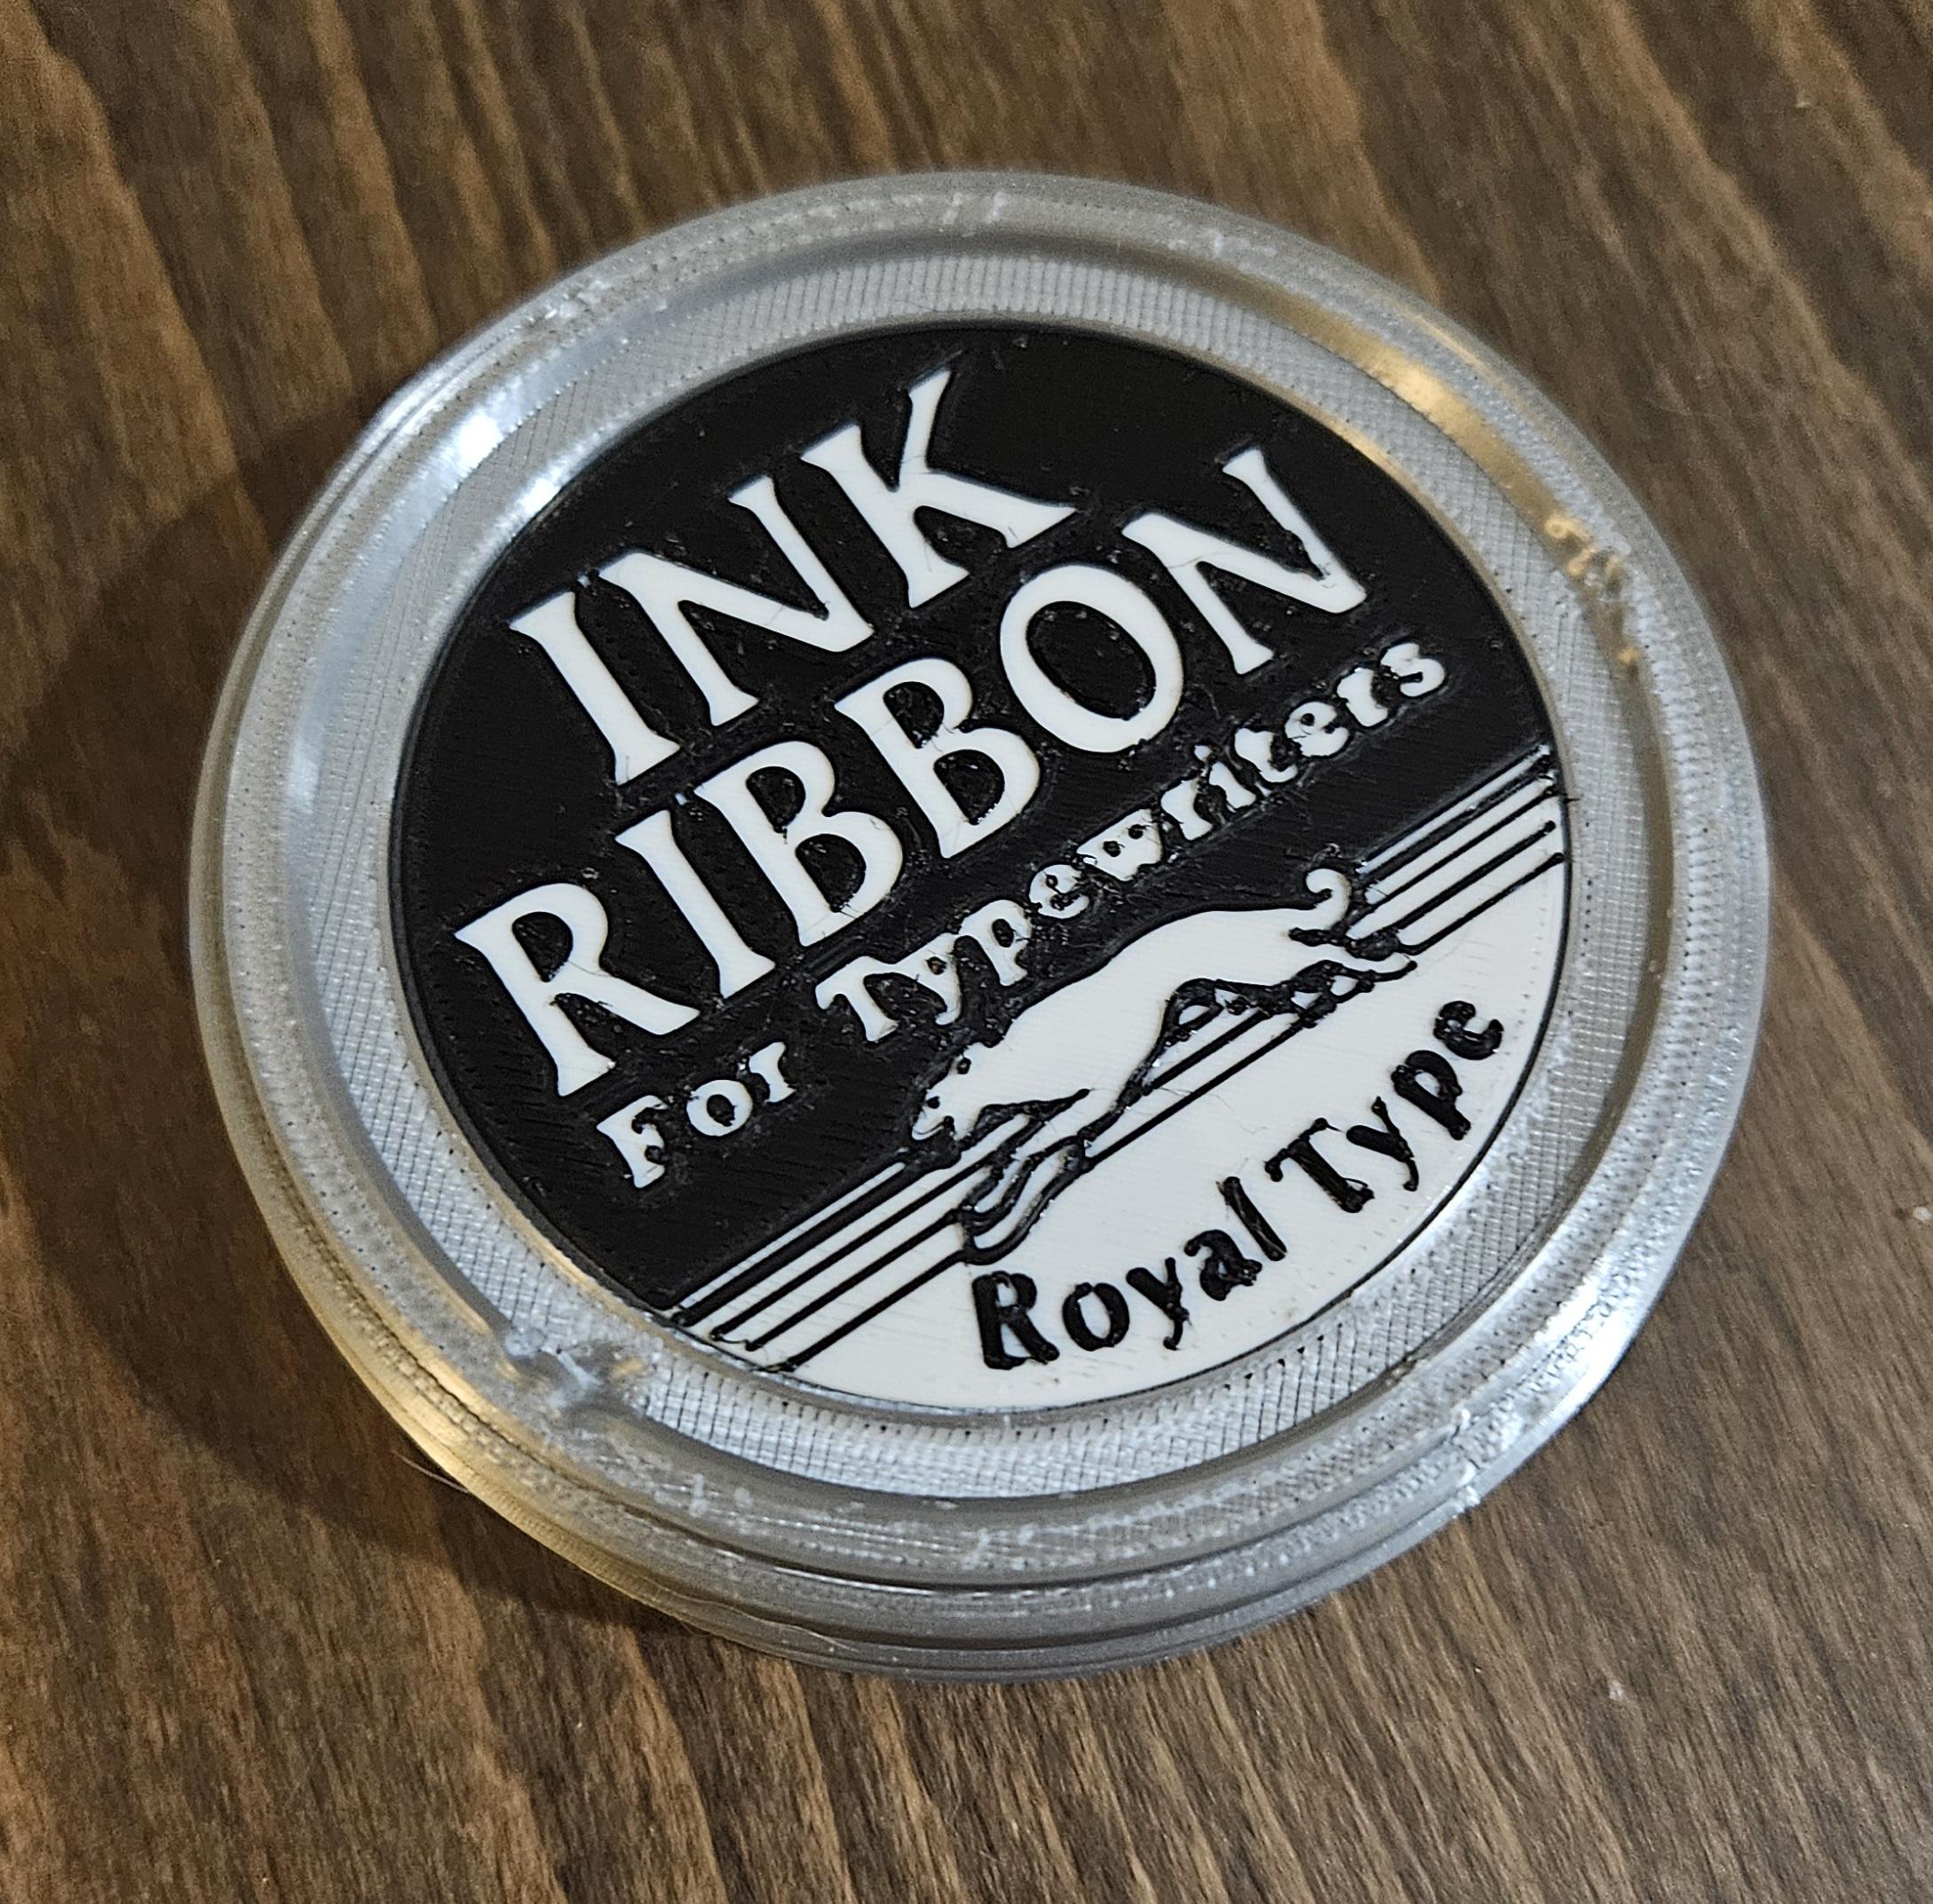 INK
RIBBON
For Typewriters
Royal Type